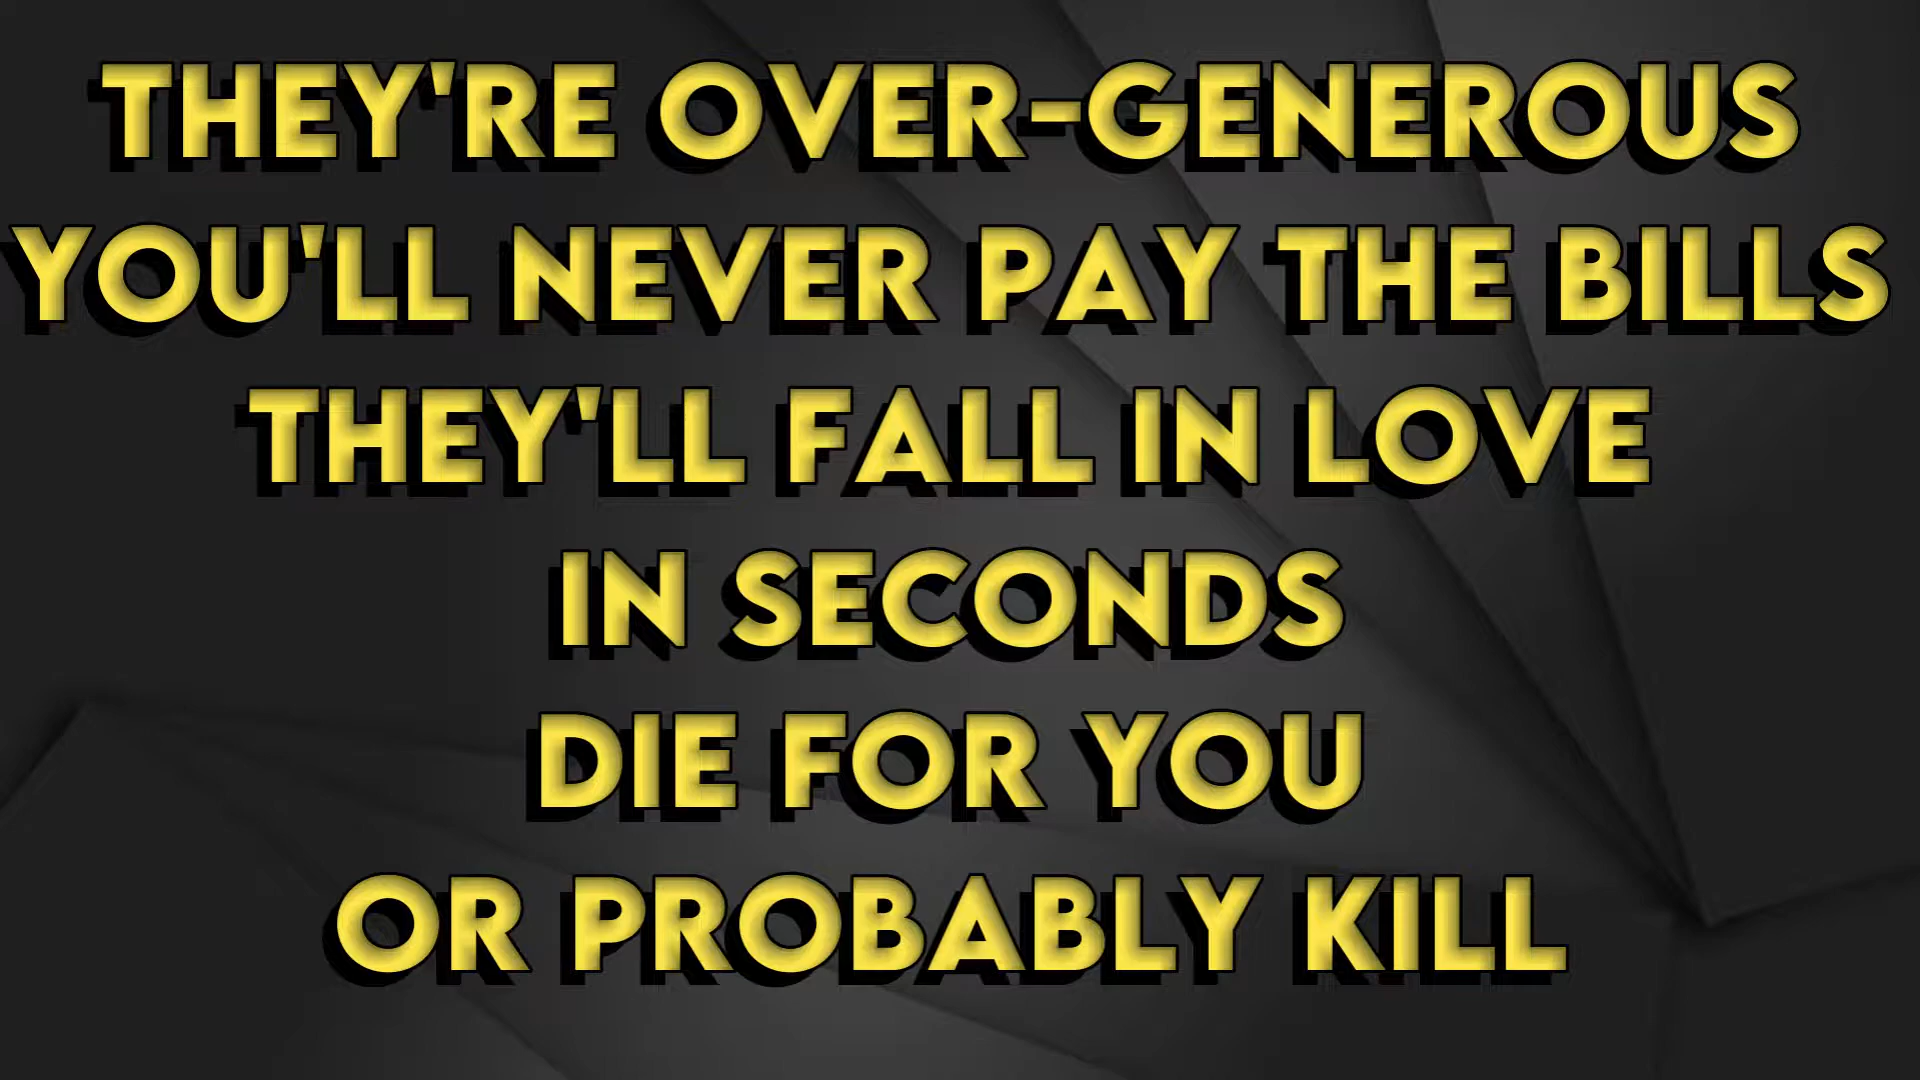 THEY'RE OVER-GENEROUS
YOU'LL NEVER PAY THE BILLS
THEY'LL FALL IN LOVE
IN SECONDS
DIE FOR YOU
OR PROBABLY KILL